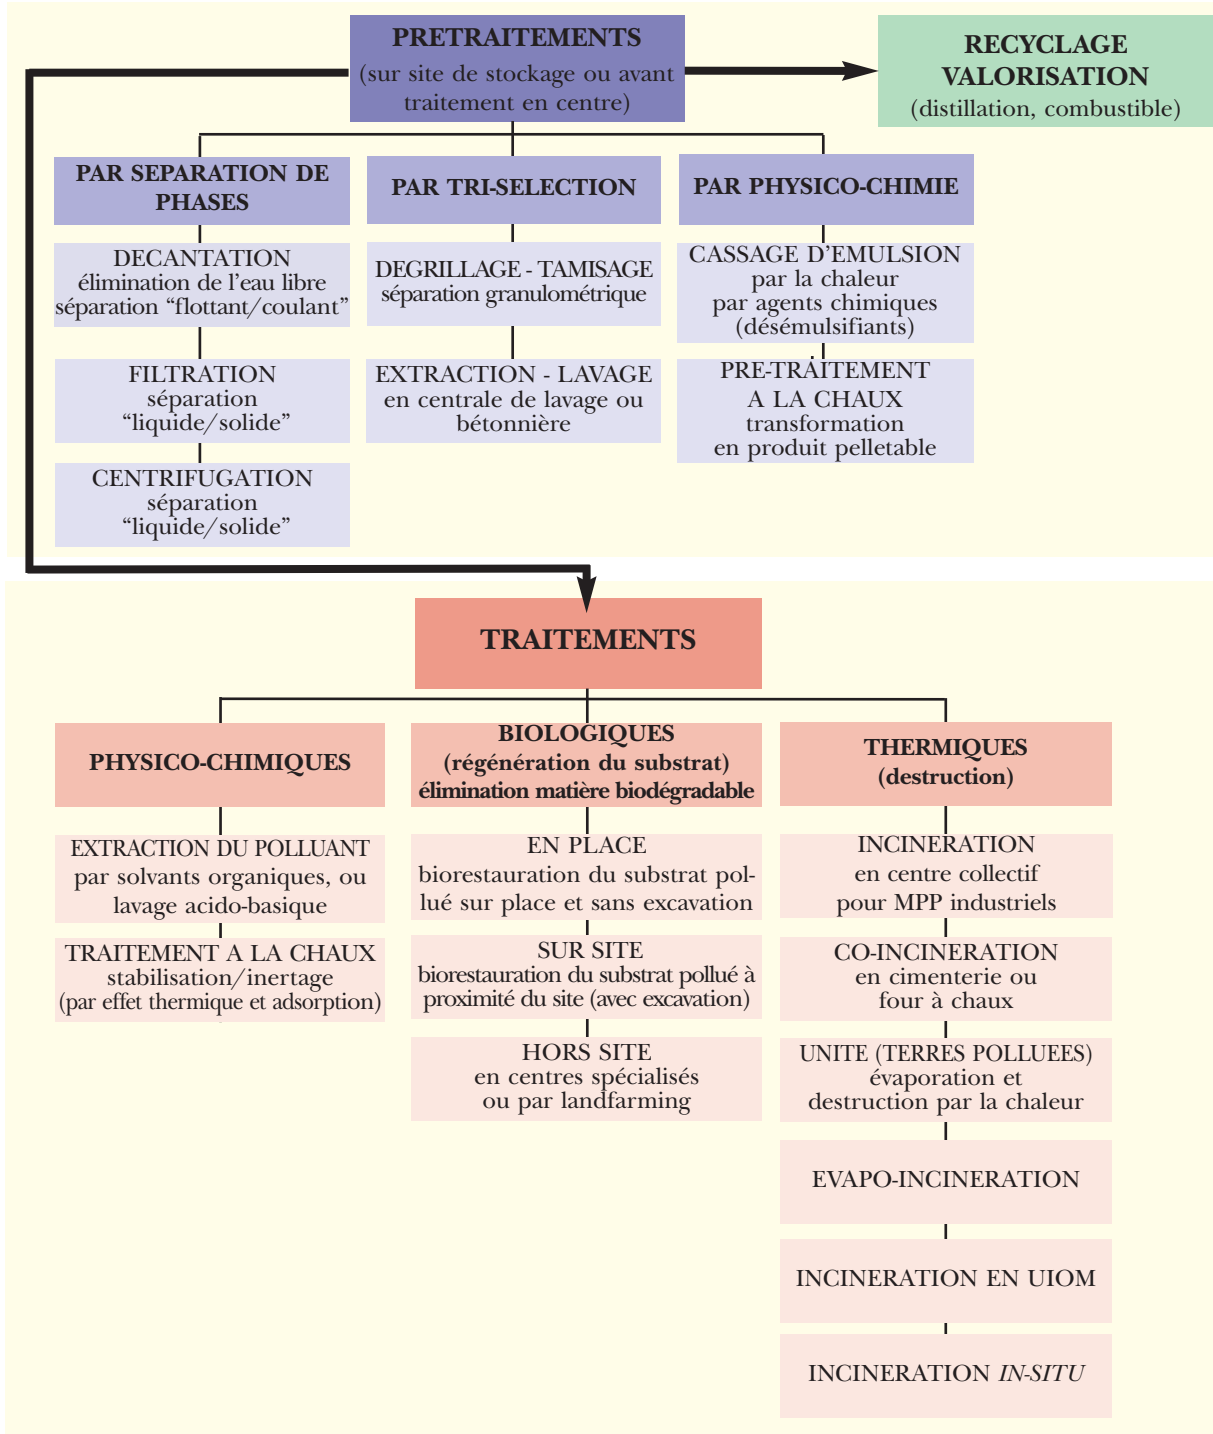 PRETRAITEMENTS
(sur site de stockage ou avant
traitement en centre)
RECYCLAGE
VALORISATION
(distillation, combustible)
PAR SEPARATION DE
PHASES
DECANTATION
élimination de l’eau libre
séparation “flottant/coulant”
FILTRATION
séparation
“liquide/solide”
CENTRIFUGATION
séparation
“liquide/solide”
PAR TRI-SELECTION
DEGRILLAGE - TAMISAGE
séparation granulométrique
EXTRACTION - LAVAGE
en centrale de lavage ou
bétonnière
PAR PHYSICO-CHIMIE
CASSAGE D’EMULSION
par la chaleur
par agents chimiques
(désémulsifiants)
PRE-TRAITEMENT
A LA CHAUX
transformation
en produit pelletable
TRAITEMENTS
PHYSICO-CHIMIQUES
EXTRACTION DU POLLUANT
par solvants organiques, ou
lavage acido-basique
TRAITEMENT A LA CHAUX
stabilisation/inertage
(par effet thermique et adsorption)
BIOLOGIQUES
(régénération du substrat)
élimination matière biodégradable
EN PLACE
biorestauration du substrat pol-
lué sur place et sans excavation
SUR SITE
biorestauration du substrat pollué à
proximité du site (avec excavation)
HORS SITE
en centres spécialisés
ou par landfarming
THERMIQUES
(destruction)
INCINERATION
en centre collectif
pour MPP industriels
CO-INCINERATION
en cimenterie ou
four à chaux
UNITE (TERRES POLLUEES)
évaporation et
destruction par la chaleur
EVAPO-INCINERATION
INCINERATION EN UIOM
INCINERATION IN-SITU